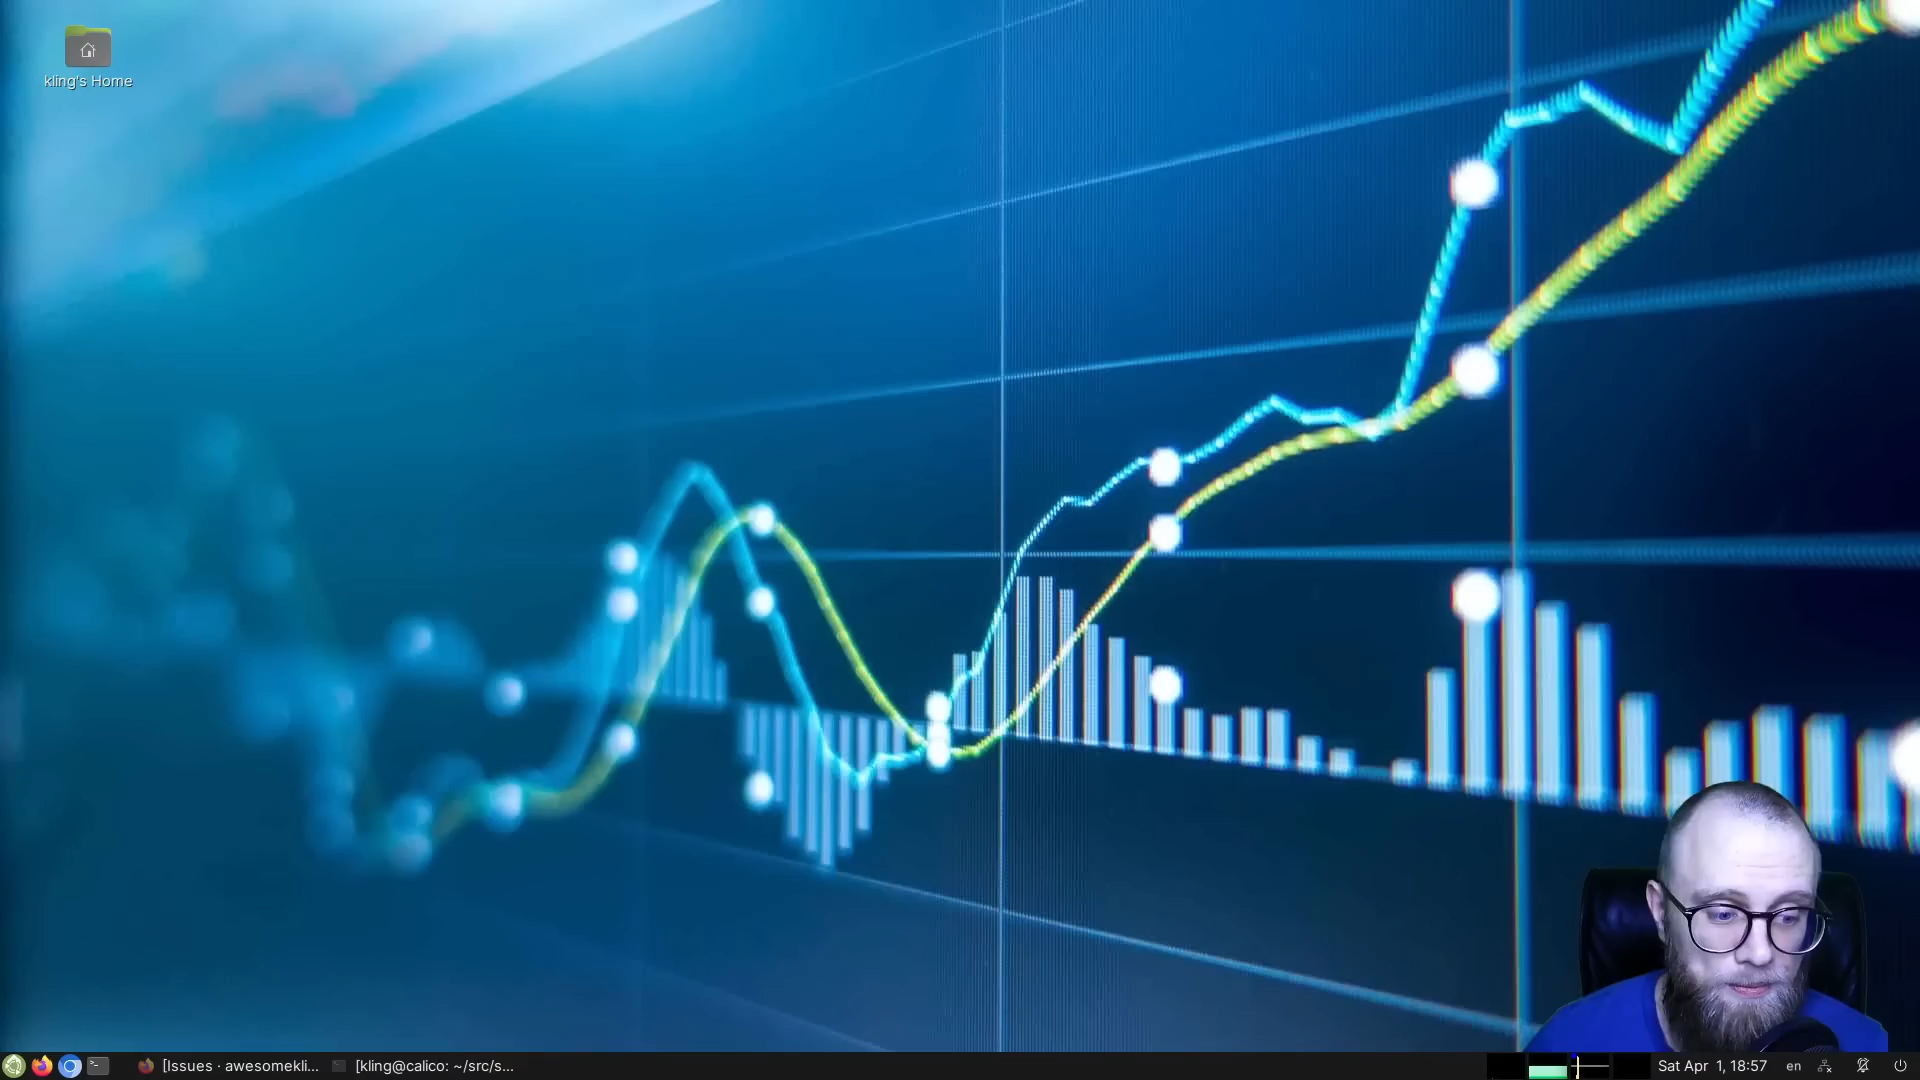 kling's Home
[Issues · awesomekli...
[kling@calico: ~/src/s...
Sat Apr 1, 18:57
en